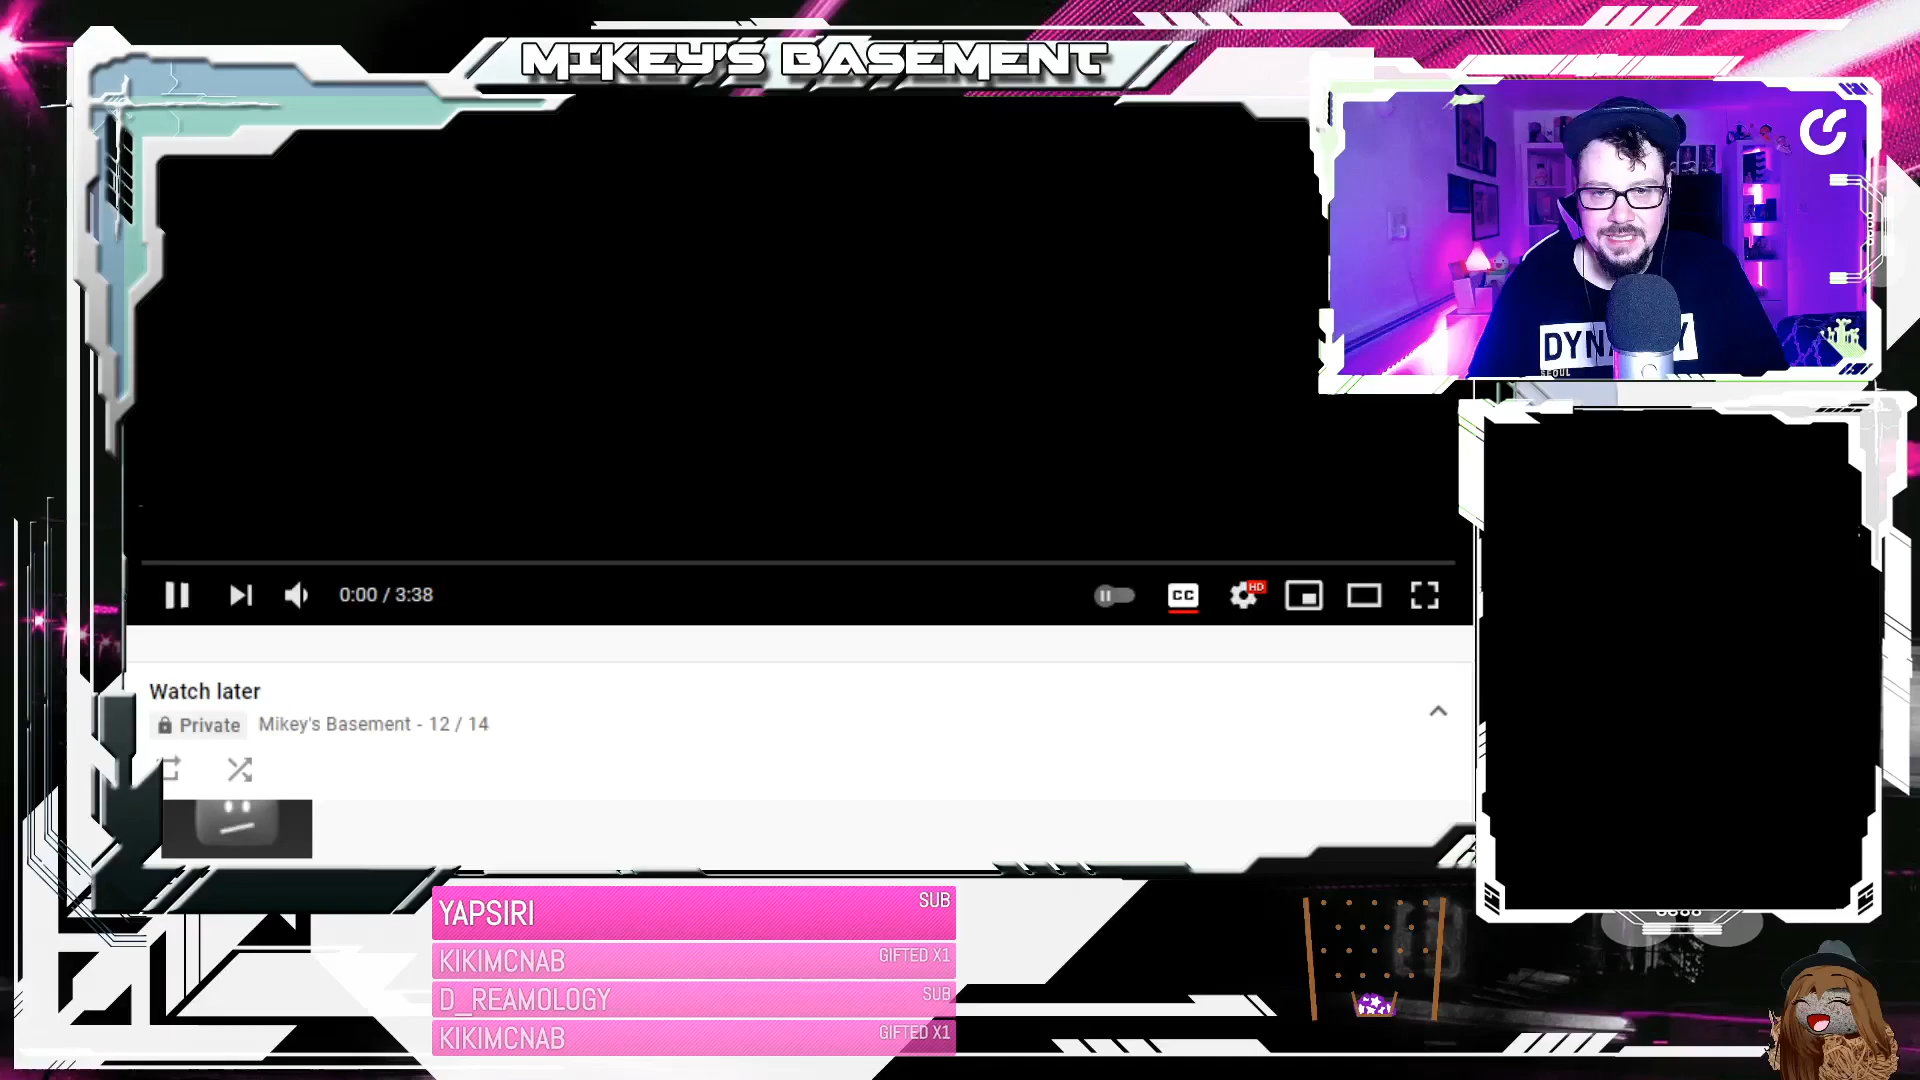 MIKEY'S BASEMENT
SEOUL
0:00 / 3:38
CC
HD
Watch later
Private Mikey's Basement - 12 / 14
YAPSIRI SUB
KIKIMCNAB GIFTED X1
D_REAMOLOGY SUB
KIKIMCNAB GIFTED X1